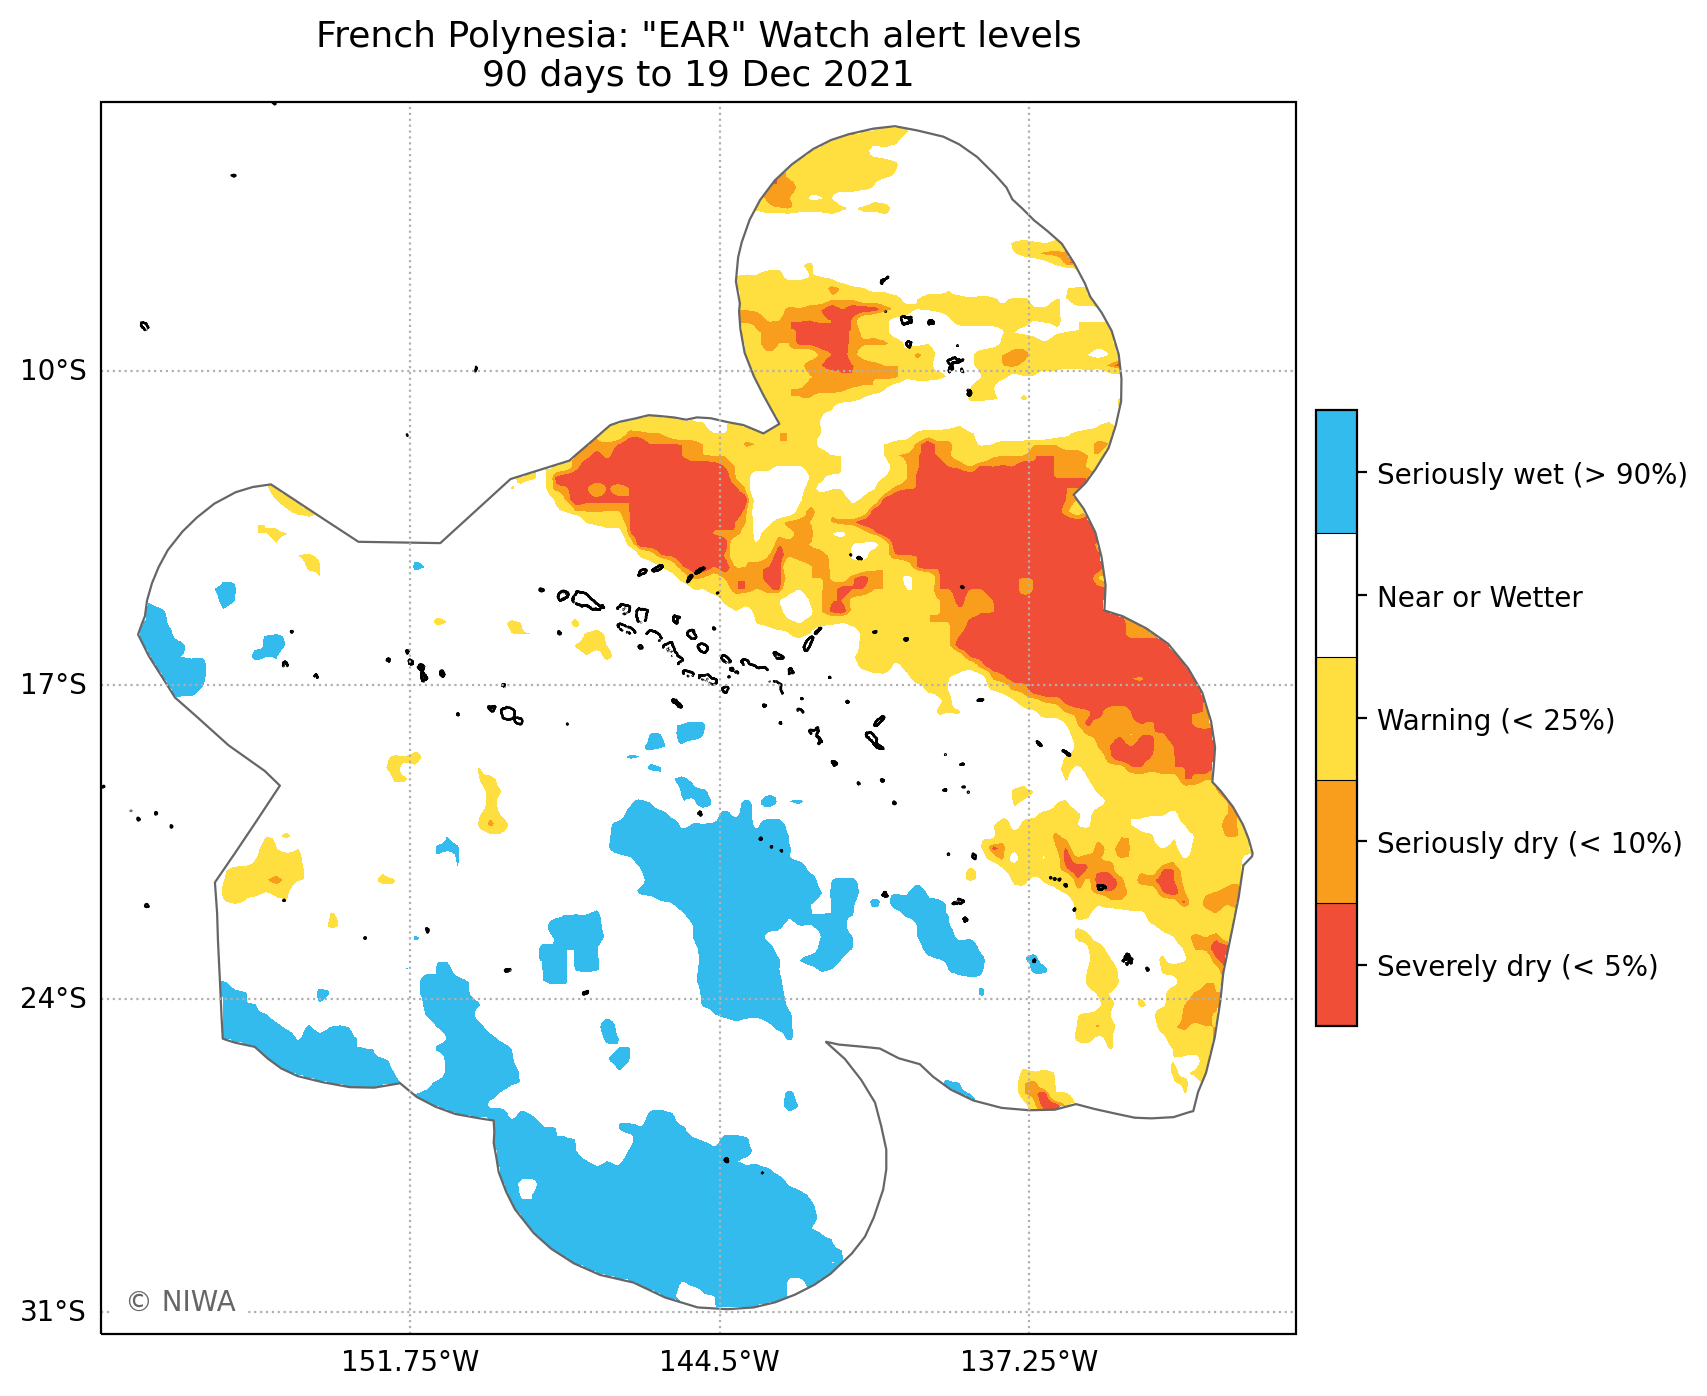 French Polynesia: "EAR" Watch alert levels
90 days to 19 Dec 2021
10°S
17°S
24°S
31°S
151.75°W
144.5°W
137.25°W
Seriously wet (> 90%)
Near or Wetter
Warning (< 25%)
Seriously dry (< 10%)
Severely dry (< 5%)
© NIWA